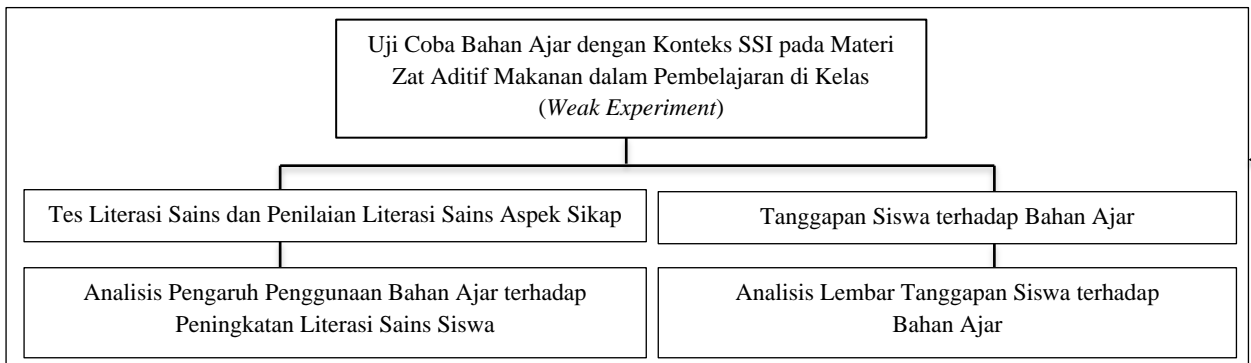 Uji Coba Bahan Ajar dengan Konteks SSI pada Materi
Zat Aditif Makanan dalam Pembelajaran di Kelas
(Weak Experiment)
Tes Literasi Sains dan Penilaian Literasi Sains Aspek Sikap
Tanggapan Siswa terhadap Bahan Ajar
Analisis Pengaruh Penggunaan Bahan Ajar terhadap
Peningkatan Literasi Sains Siswa
Analisis Lembar Tanggapan Siswa terhadap
Bahan Ajar